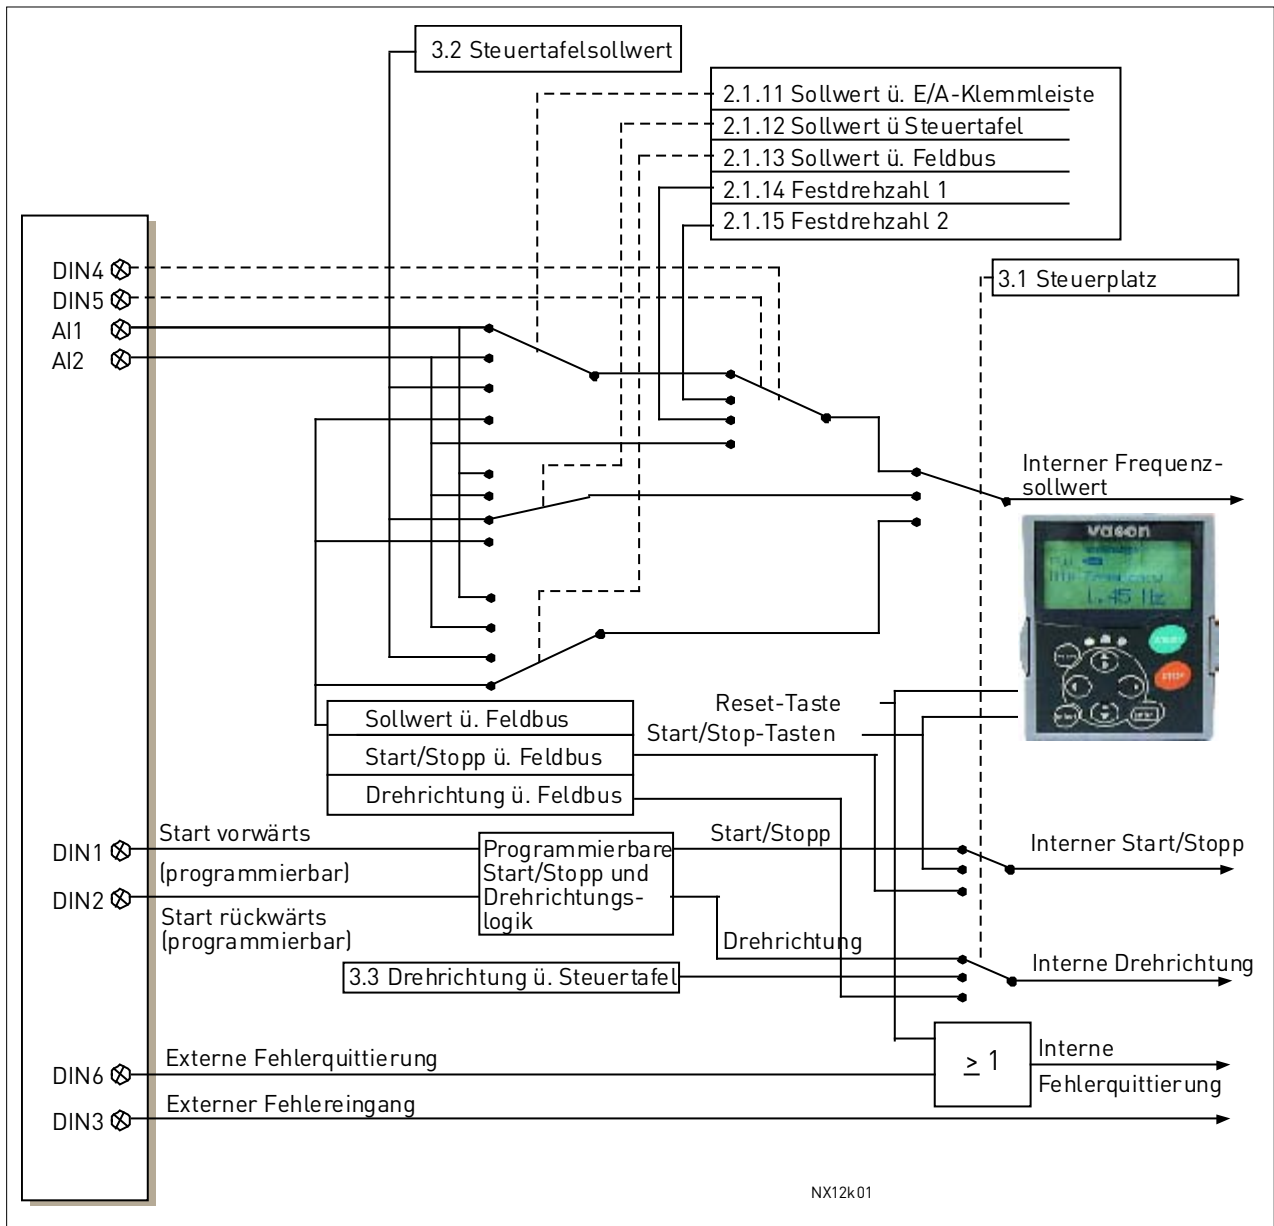 3.2 Steuertafelsollwert
2.1.11 Sollwert ü. E/A-Klemmleiste
2.1.12 Sollwert ü Steuertafel
2.1.13 Sollwert ü. Feldbus
2.1.14 Festdrehzahl 1
2.1.15 Festdrehzahl 2
DIN4
DIN5
AI1
AI2
3.1 Steuerplatz
Interner Frequenz-
sollwert
vacon
1.45 Hz
STOP
Reset-Taste
Start/Stop-Tasten
Sollwert ü. Feldbus
Start/Stopp ü. Feldbus
Drehrichtung ü. Feldbus
DIN1
Start vorwärts
(programmierbar)
DIN2
Start rückwärts
(programmierbar)
Programmierbare
Start/Stopp und
Drehrichtungs-
logik
Start/Stopp
Interner Start/Stopp
Drehrichtung
3.3 Drehrichtung ü. Steuertafel
Interne Drehrichtung
DIN6
Externe Fehlerquittierung
≥ 1
Interne
Fehlerquittierung
DIN3
Externer Fehlereingang
NX12k01